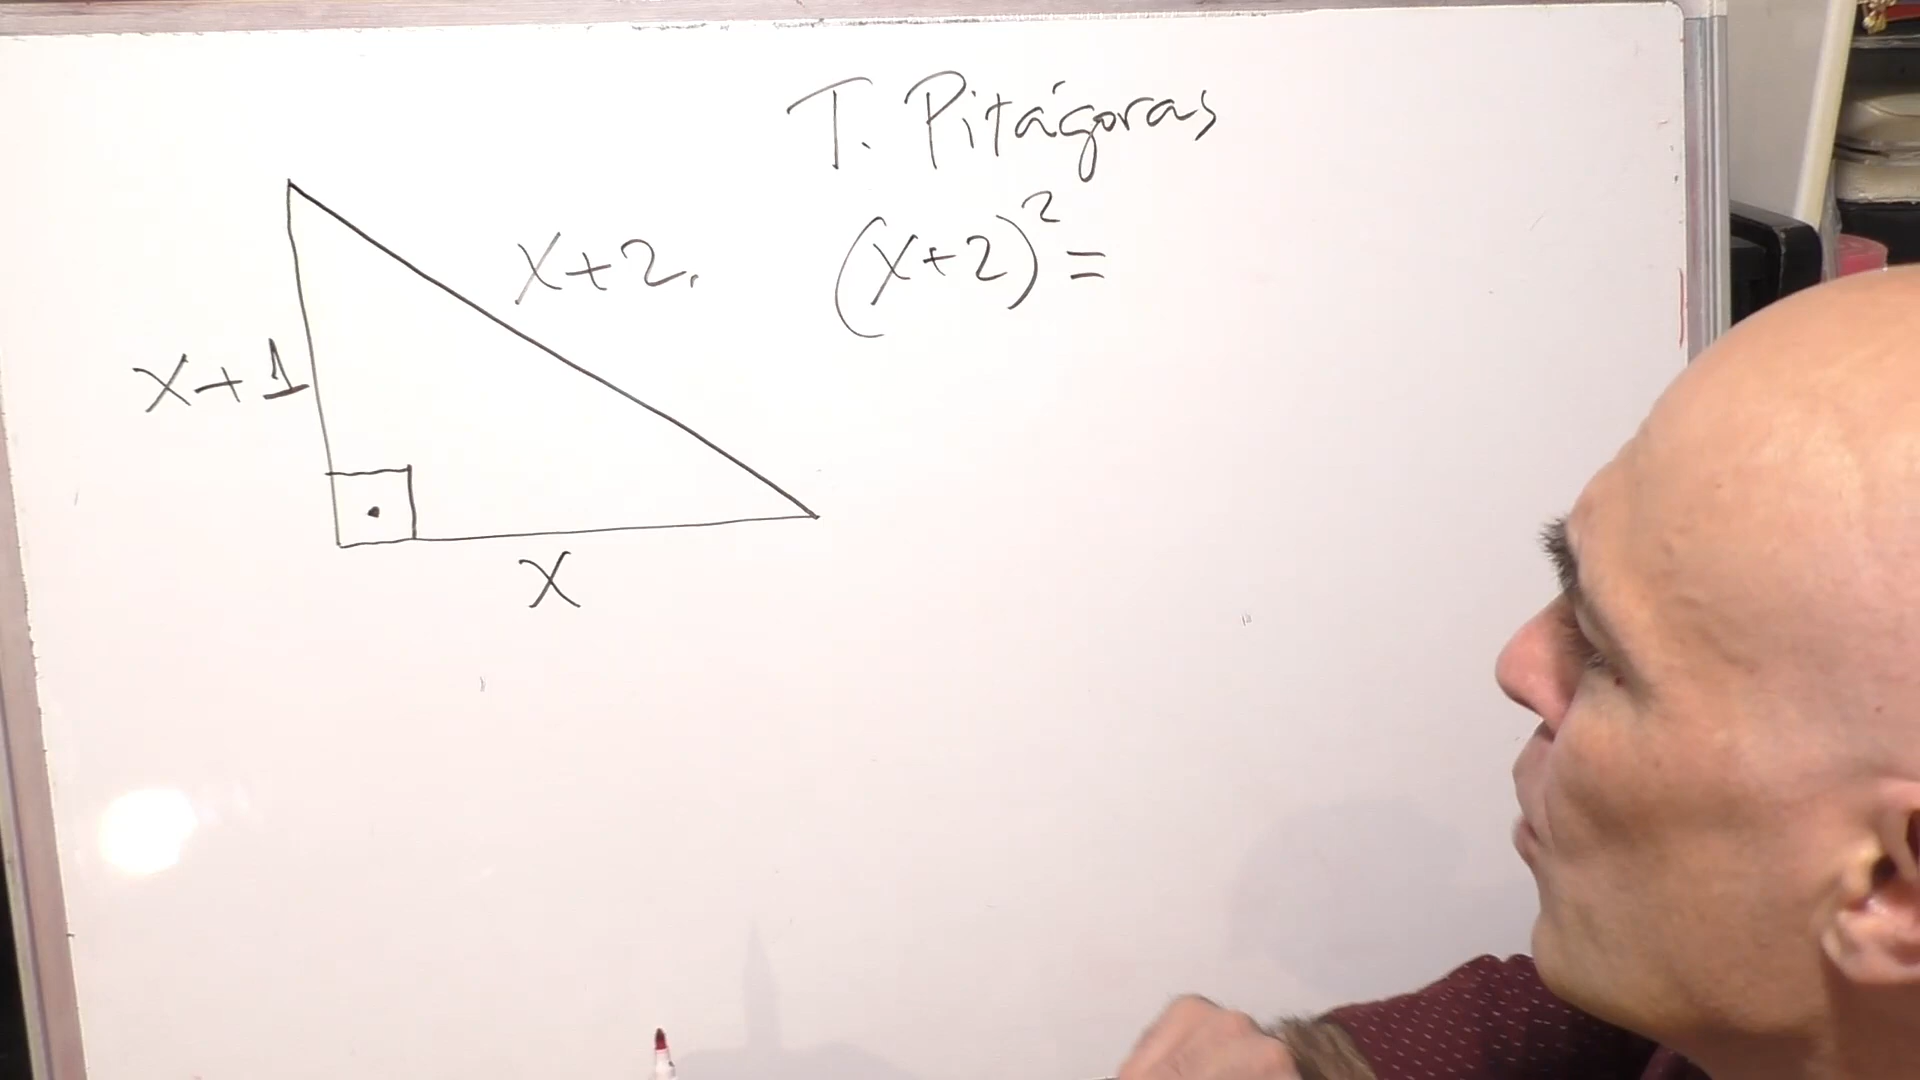 T. Pitágoras
x+2.
(x+2)² =
x+1
x